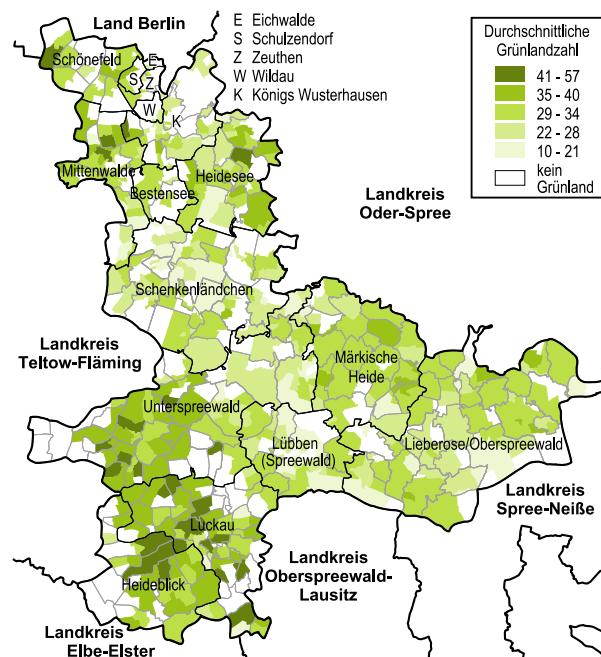 Land Berlin
E Eichwalde
S Schulzendorf
Z Zeuthen
W Wildau
K Königs Wusterhausen
Durchschnittliche
Grünlandzahl
41 - 57
35 - 40
29 - 34
22 - 28
10 - 21
kein
Grünland
Schönefeld
E
S
Z
W
K
Mittenwalde
Heidesee
Bestensee
Landkreis
Oder-Spree
Schenkenländchen
Landkreis
Teltow-Fläming
Märkische
Heide
Unterspreewald
Lübben
(Spreewald)
Lieberose/Oberspreewald
Landkreis
Spree-Neiße
Luckau
Landkreis
Oberspreewald-
Lausitz
Heideblick
Landkreis
Elbe-Elster